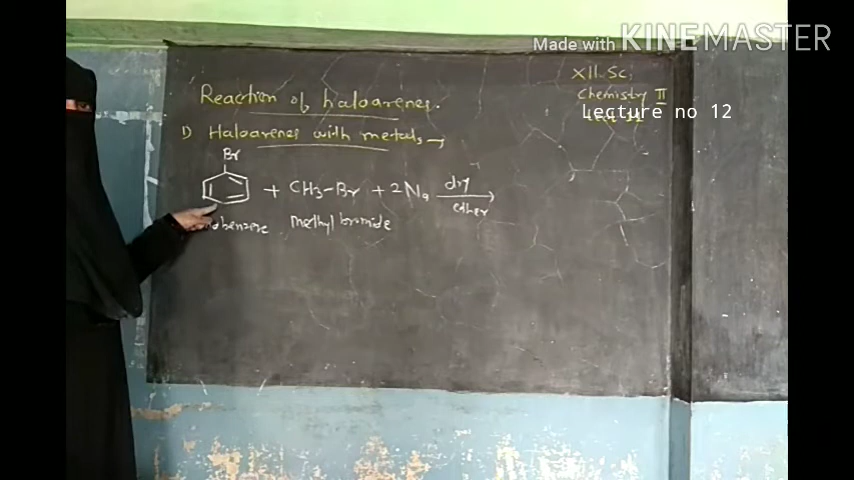 Made with KINEMASTER
XII Sc,
Chemistry II
Lecture no 12
Reaction of haloarenes.
1) Haloarenes with metals →
Br
+ CH3-Br + 2Na dry
ether
methyl bromide